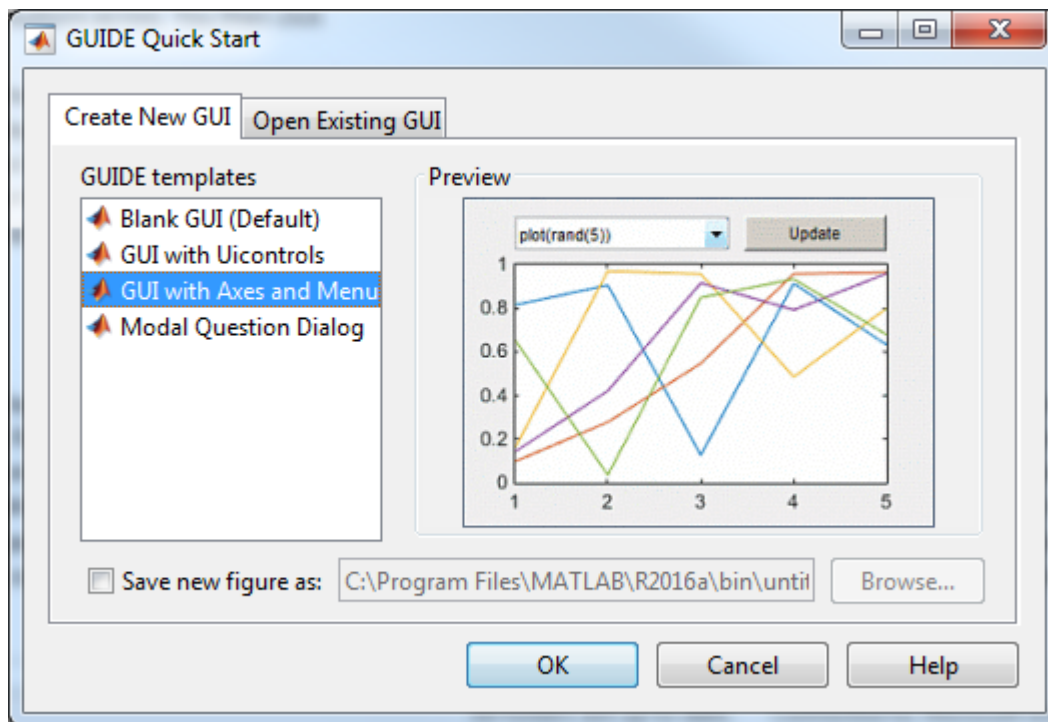 GUIDE Quick Start
Create New GUI Open Existing GUI
GUIDE templates
Blank GUI (Default)
GUI with Uicontrols
GUI with Axes and Menu
Modal Question Dialog
Preview
plot(rand(5)) Update
1
0.8
0.6
0.4
0.2
0
1 2 3 4 5
Save new figure as: C:\Program Files\MATLAB\R2016a\bin\untit Browse...
OK Cancel Help